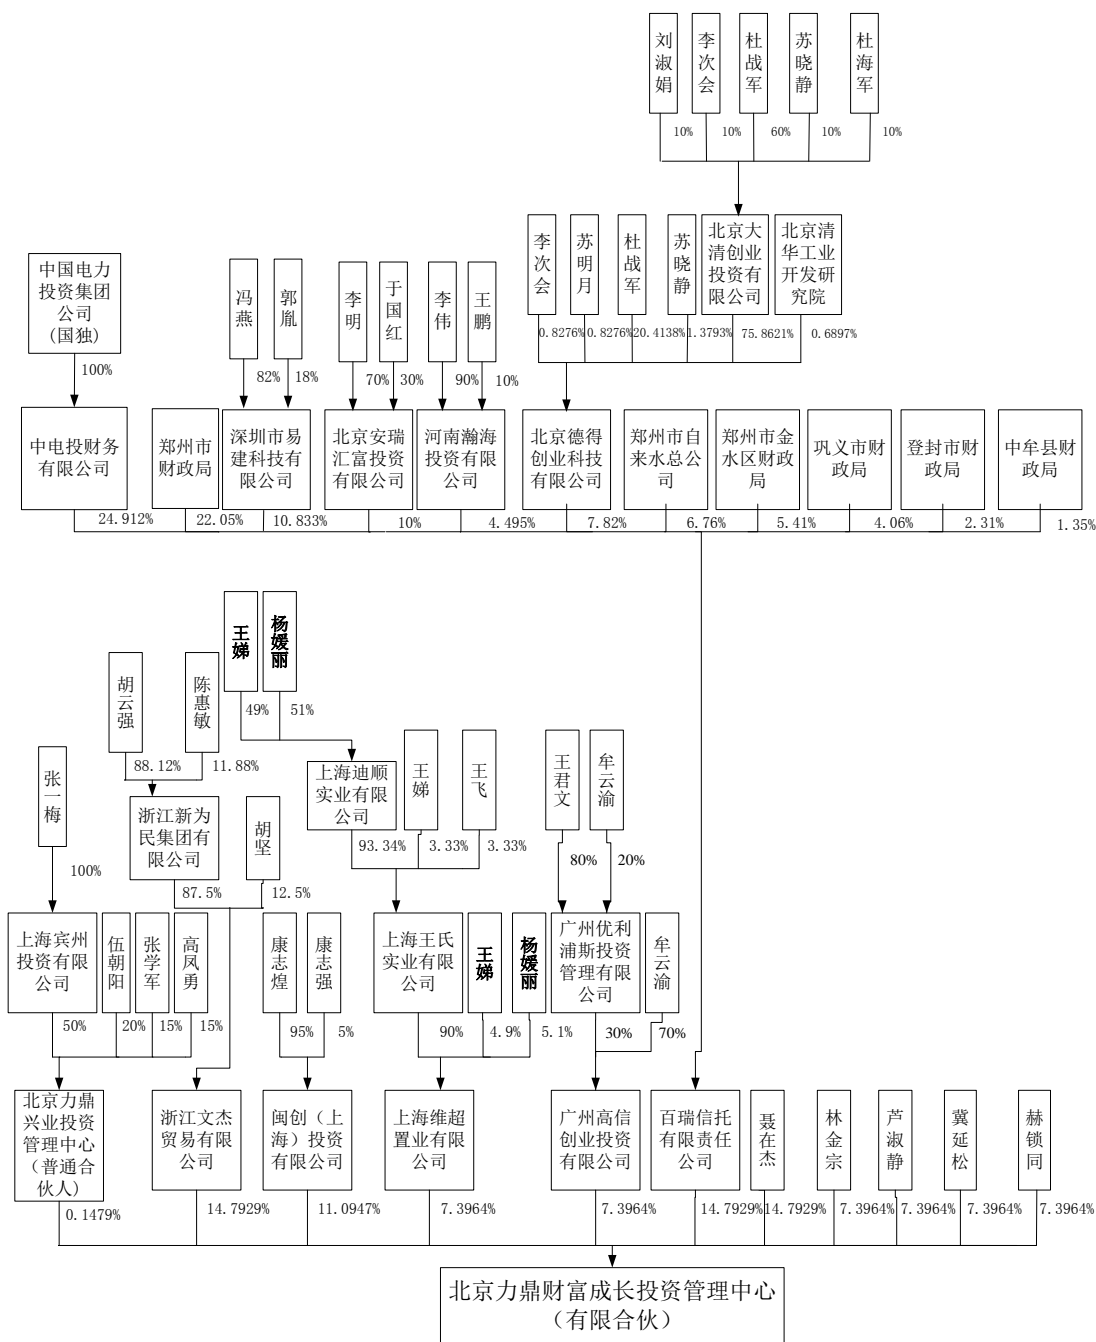 刘淑娟
李次会
杜战军
苏晓静
杜海军
10%
10%
60%
10%
10%
李次会
苏明月
杜战军
苏晓静
北京大
清创业
投资有
限公司
北京清
华工业
开发研
究院
中国电力
投资集团
公司
(国独)
冯燕
郭胤
李明
于国红
李伟
王鹏
0.8276%
0.8276%
20.4138%
1.3793%
75.8621%
0.6897%
100%
82%
18%
70%
30%
90%
10%
中电投财务
有限公司
郑州市
财政局
深圳市易
建科技有
限公司
北京安瑞
汇富投资
有限公司
河南瀚海
投资有限
公司
北京德得
创业科技
有限公司
郑州市自
来水总公
司
郑州市金
水区财政
局
巩义市财
政局
登封市财
政局
中牟县财
政局
24.912%
22.05%
10.833%
10%
4.495%
7.82%
6.76%
5.41%
4.06%
2.31%
1.35%
王娣
杨媛丽
胡云强
陈惠敏
49%
51%
88.12%
11.88%
张一梅
上海迪顺
实业有限
公司
王娣
王飞
王君文
牟云渝
浙江新为
民集团有
限公司
胡坚
93.34%
3.33%
3.33%
80%
20%
100%
87.5%
12.5%
上海宾州
投资有限
公司
伍朝阳
张学军
高凤勇
康志煌
康志强
上海王氏
实业有限
公司
王娣
杨媛丽
广州优利
浦斯投资
管理有限
公司
牟云渝
50%
20%
15%
15%
95%
5%
90%
4.9%
5.1%
30%
70%
北京力鼎
兴业投资
管理中心
（普通合
伙人)
浙江文杰
贸易有限
公司
闽创（上
海）投资
有限公司
上海维超
置业有限
公司
广州高信
创业投资
有限公司
百瑞信托
有限责任
公司
聂在杰
林金宗
芦淑静
冀延松
赫锁同
0.1479%
14.7929%
11.0947%
7.3964%
7.3964%
14.7929%
14.7929%
7.3964%
7.3964%
7.3964%
7.3964%
北京力鼎财富成长投资管理中心
（有限合伙）